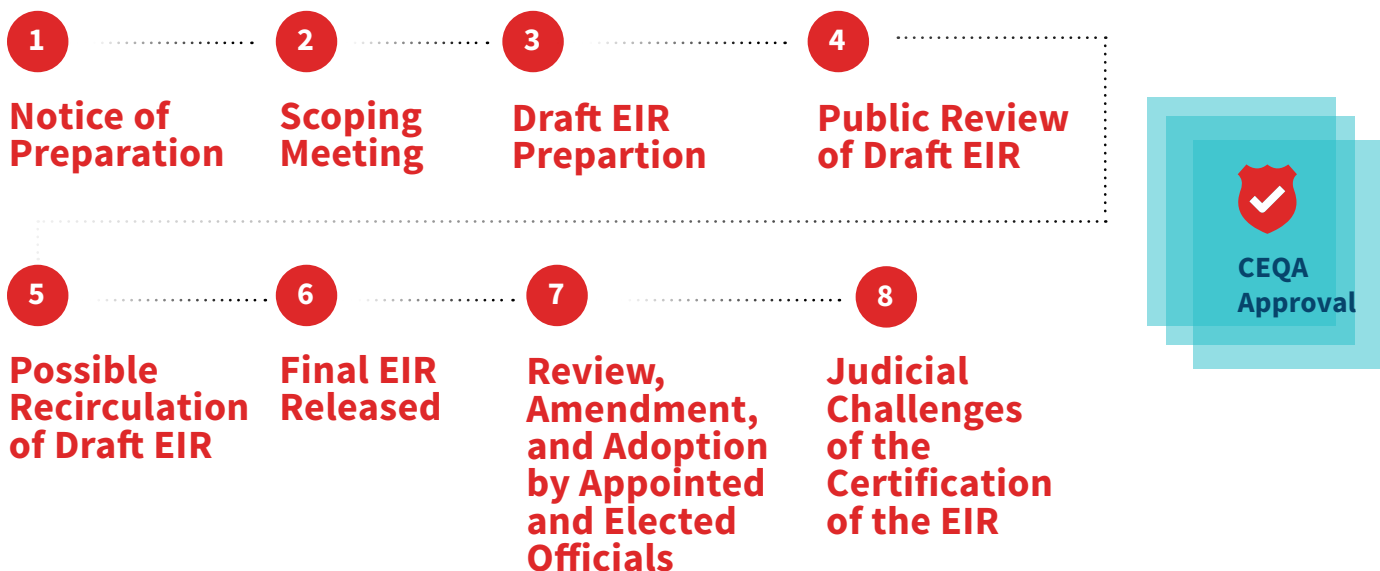 1
Notice of
Preparation
2
Scoping
Meeting
3
Draft EIR
Prepartion
4
Public Review
of Draft EIR
5
Possible
Recirculation
of Draft EIR
6
Final EIR
Released
7
Review,
Amendment,
and Adoption
by Appointed
and Elected
Officials
8
Judicial
Challenges
of the
Certification
of the EIR
CEQA
Approval